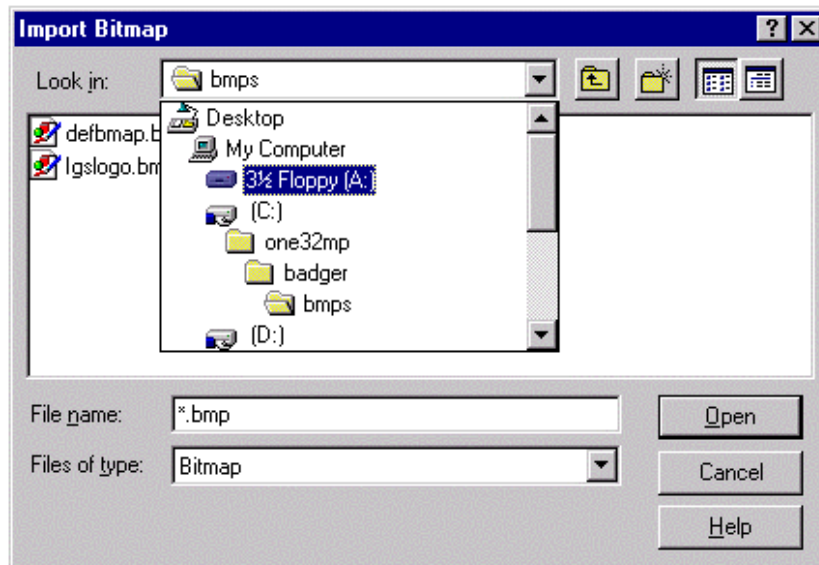 Import Bitmap
Look in: bmps
Desktop
defbmap.b
My Computer
lgslogo.bm
3½ Floppy (A:)
(C:)
one32mp
badger
bmps
(D:)
File name: *.bmp Open
Files of type: Bitmap Cancel
Help